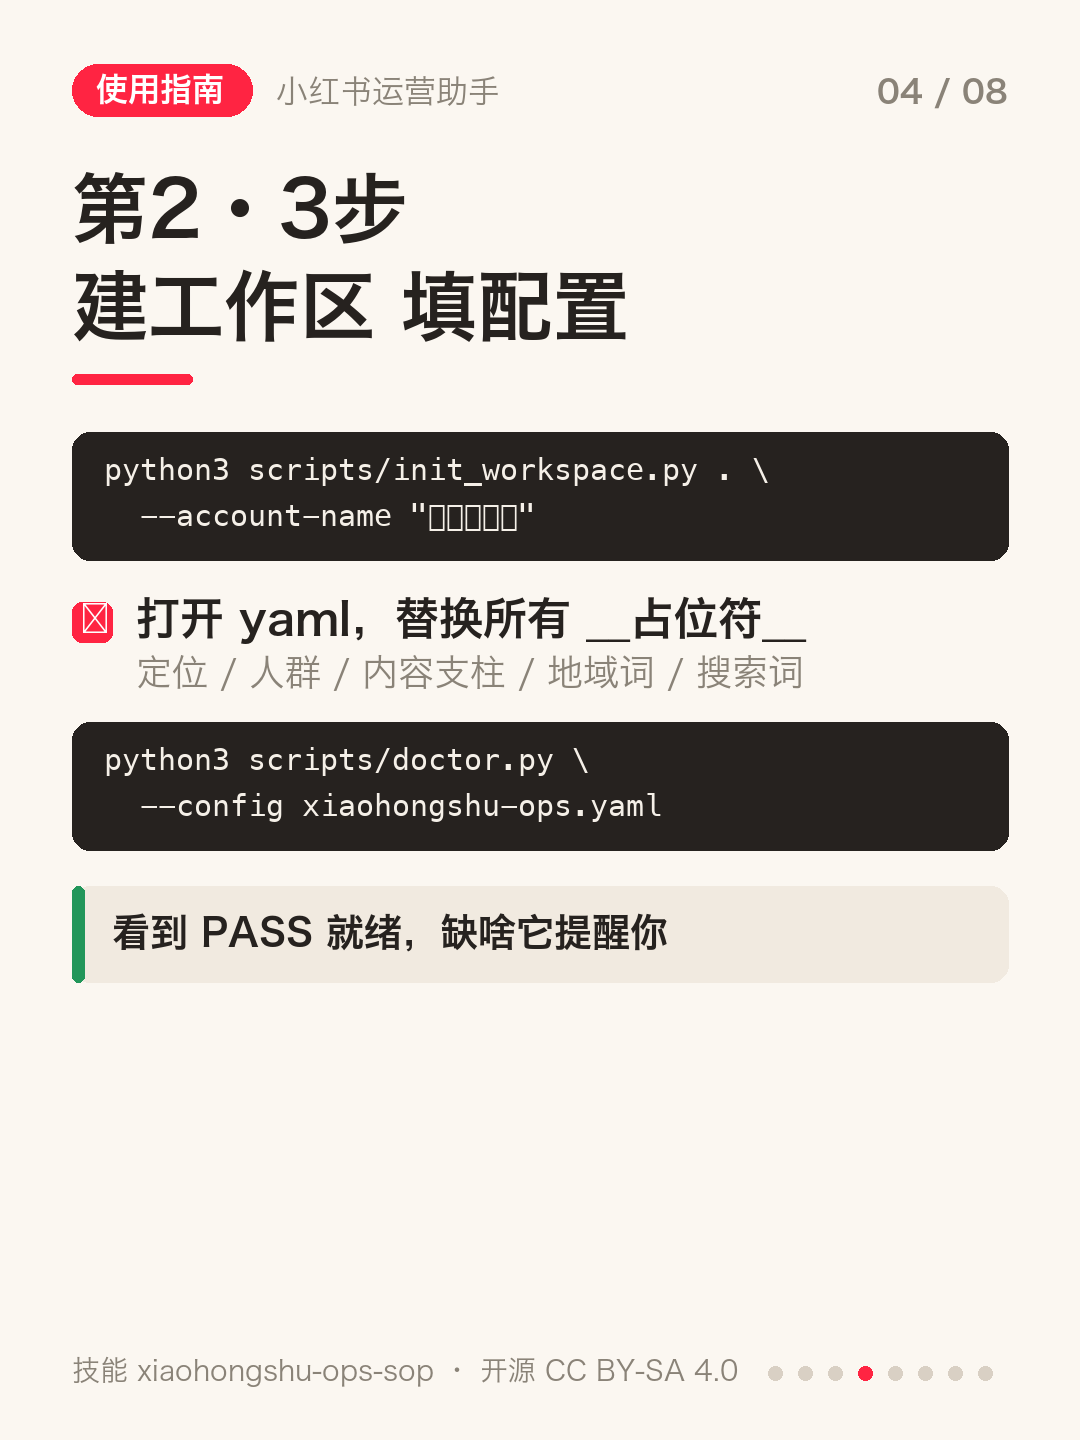 使用指南 小红书运营助手 04 / 08
第2・3步
建工作区 填配置
python3 scripts/init_workspace.py . \
--account-name "□□□□□"
打开 yaml，替换所有 __占位符__
定位 / 人群 / 内容支柱 / 地域词 / 搜索词
python3 scripts/doctor.py \
--config xiaohongshu-ops.yaml
看到 PASS 就绪，缺啥它提醒你
技能 xiaohongshu-ops-sop · 开源 CC BY-SA 4.0